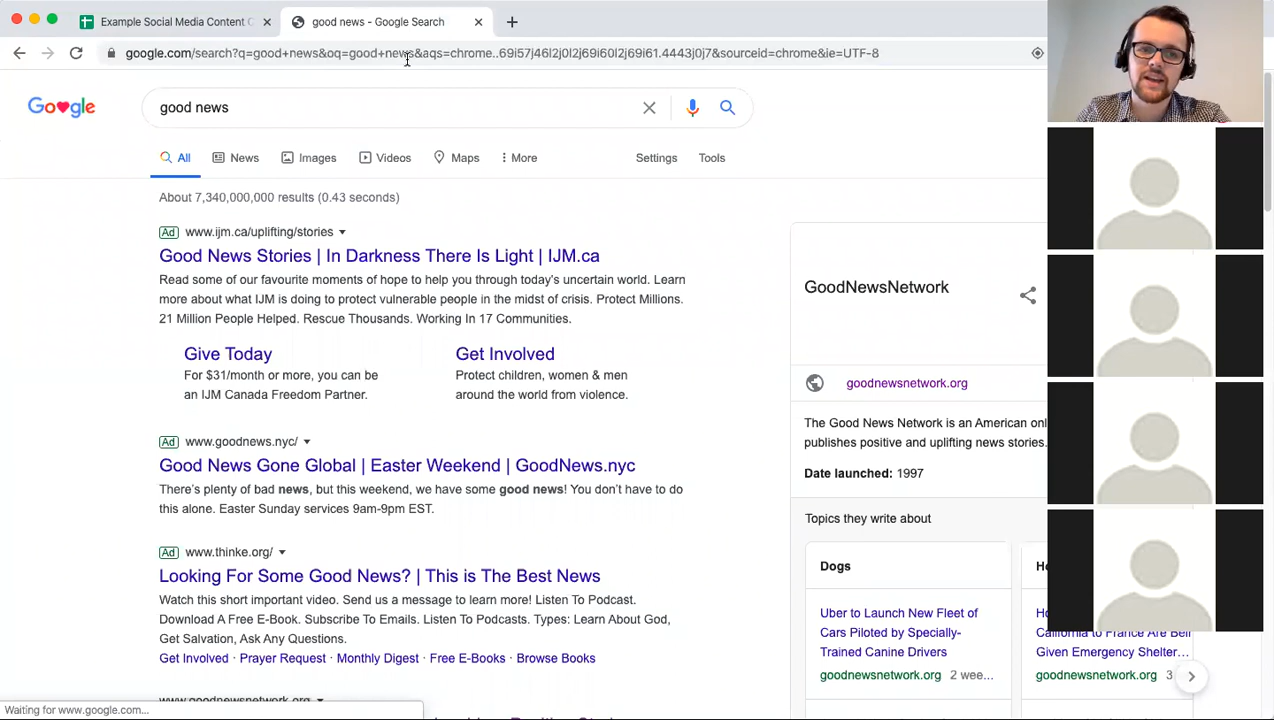 Example Social Media Content C
good news - Google Search
google.com/search?q=good+news&oq=good+news&aqs=chrome..69i57j46l2j0l2j69i60l2j69i61.4443j0j7&sourceid=chrome&ie=UTF-8
Google
good news
All News Images Videos Maps More Settings Tools
About 7,340,000,000 results (0.43 seconds)
Ad www.ijm.ca/uplifting/stories
Good News Stories | In Darkness There Is Light | IJM.ca
Read some of our favourite moments of hope to help you through today's uncertain world. Learn
more about what IJM is doing to protect vulnerable people in the midst of crisis. Protect Millions.
21 Million People Helped. Rescue Thousands. Working In 17 Communities.
Give Today
For $31/month or more, you can be
an IJM Canada Freedom Partner.
Get Involved
Protect children, women & men
around the world from violence.
Ad www.goodnews.nyc/
Good News Gone Global | Easter Weekend | GoodNews.nyc
There's plenty of bad news, but this weekend, we have some good news! You don't have to do
this alone. Easter Sunday services 9am-9pm EST.
Ad www.thinke.org/
Looking For Some Good News? | This is The Best News
Watch this short important video. Send us a message to learn more! Listen To Podcast.
Download A Free E-Book. Subscribe To Emails. Listen To Podcasts. Types: Learn About God,
Get Salvation, Ask Any Questions.
Get Involved · Prayer Request · Monthly Digest · Free E-Books · Browse Books
www.goodnewsnetwork.org
Waiting for www.google.com...
GoodNewsNetwork
goodnewsnetwork.org
The Good News Network is an American onl
publishes positive and uplifting news stories.
Date launched: 1997
Topics they write about
Dogs
Uber to Launch New Fleet of
Cars Piloted by Specially-
Trained Canine Drivers
goodnewsnetwork.org 2 wee...
California to France Are Bei
Given Emergency Shelter...
goodnewsnetwork.org 3